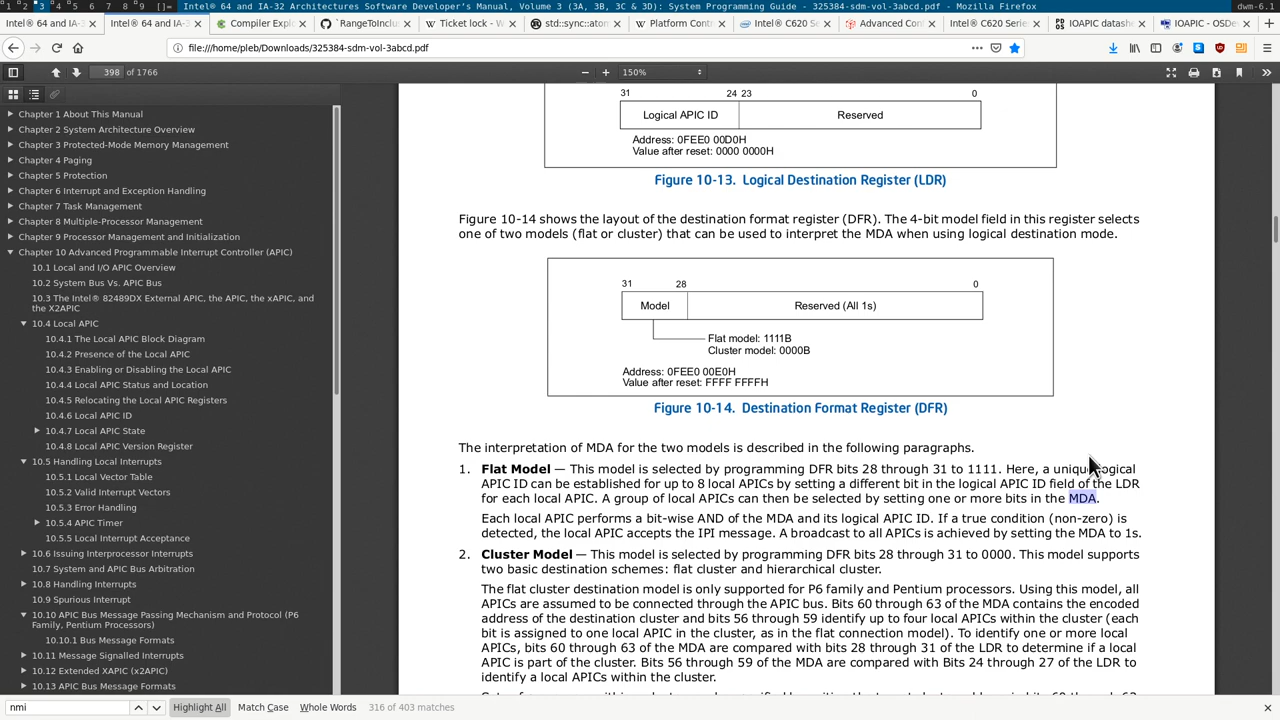 1 2 3 4 5 6 7 8 9 []= Intel® 64 and IA-32 Architectures Software Developer's Manual, Volume 3 (3A, 3B, 3C & 3D): System Programming Guide - 325384-sdm-vol-3abcd.pdf - Mozilla Firefox dwm-6.1
Intel® 64 and IA-32 Intel® 64 and IA- Compiler Explo `RangeToInclus Ticket lock - W std::sync::ato Platform Contr Intel® C620 S Advanced Con Intel® C620 Serie IOAPIC datashe IOAPIC - OSDe
file:///home/pleb/Downloads/325384-sdm-vol-3abcd.pdf
398 of 1766
150%
Chapter 1 About This Manual
Chapter 2 System Architecture Overview
Chapter 3 Protected-Mode Memory Management
Chapter 4 Paging
Chapter 5 Protection
Chapter 6 Interrupt and Exception Handling
Chapter 7 Task Management
Chapter 8 Multiple-Processor Management
Chapter 9 Processor Management and Initialization
Chapter 10 Advanced Programmable Interrupt Controller (APIC)
10.1 Local and I/O APIC Overview
10.2 System Bus Vs. APIC Bus
10.3 The Intel® 82489DX External APIC, the APIC, the xAPIC, and
the X2APIC
10.4 Local APIC
10.4.1 The Local APIC Block Diagram
10.4.2 Presence of the Local APIC
10.4.3 Enabling or Disabling the Local APIC
10.4.4 Local APIC Status and Location
10.4.5 Relocating the Local APIC Registers
10.4.6 Local APIC ID
10.4.7 Local APIC State
10.4.8 Local APIC Version Register
10.5 Handling Local Interrupts
10.5.1 Local Vector Table
10.5.2 Valid Interrupt Vectors
10.5.3 Error Handling
10.5.4 APIC Timer
10.5.5 Local Interrupt Acceptance
10.6 Issuing Interprocessor Interrupts
10.7 System and APIC Bus Arbitration
10.8 Handling Interrupts
10.9 Spurious Interrupt
10.10 APIC Bus Message Passing Mechanism and Protocol (P6
Family, Pentium Processors)
10.10.1 Bus Message Formats
10.11 Message Signalled Interrupts
10.12 Extended XAPIC (x2APIC)
10.13 APIC Bus Message Formats
31 24 23 0
Logical APIC ID Reserved
Address: 0FEE0 00D0H
Value after reset: 0000 0000H
Figure 10-13. Logical Destination Register (LDR)
Figure 10-14 shows the layout of the destination format register (DFR). The 4-bit model field in this register selects
one of two models (flat or cluster) that can be used to interpret the MDA when using logical destination mode.
31 28 0
Model Reserved (All 1s)
Flat model: 1111B
Cluster model: 0000B
Address: 0FEE0 00E0H
Value after reset: FFFF FFFFH
Figure 10-14. Destination Format Register (DFR)
The interpretation of MDA for the two models is described in the following paragraphs.
1. Flat Model — This model is selected by programming DFR bits 28 through 31 to 1111. Here, a unique logical
APIC ID can be established for up to 8 local APICs by setting a different bit in the logical APIC ID field of the LDR
for each local APIC. A group of local APICs can then be selected by setting one or more bits in the MDA.
Each local APIC performs a bit-wise AND of the MDA and its logical APIC ID. If a true condition (non-zero) is
detected, the local APIC accepts the IPI message. A broadcast to all APICs is achieved by setting the MDA to 1s.
2. Cluster Model — This model is selected by programming DFR bits 28 through 31 to 0000. This model supports
two basic destination schemes: flat cluster and hierarchical cluster.
The flat cluster destination model is only supported for P6 family and Pentium processors. Using this model, all
APICs are assumed to be connected through the APIC bus. Bits 60 through 63 of the MDA contains the encoded
address of the destination cluster and bits 56 through 59 identify up to four local APICs within the cluster (each
bit is assigned to one local APIC in the cluster, as in the flat connection model). To identify one or more local
APICs, bits 60 through 63 of the MDA are compared with bits 28 through 31 of the LDR to determine if a local
APIC is part of the cluster. Bits 56 through 59 of the MDA are compared with Bits 24 through 27 of the LDR to
identify a local APICs within the cluster.
nmi Highlight All Match Case Whole Words 316 of 403 matches